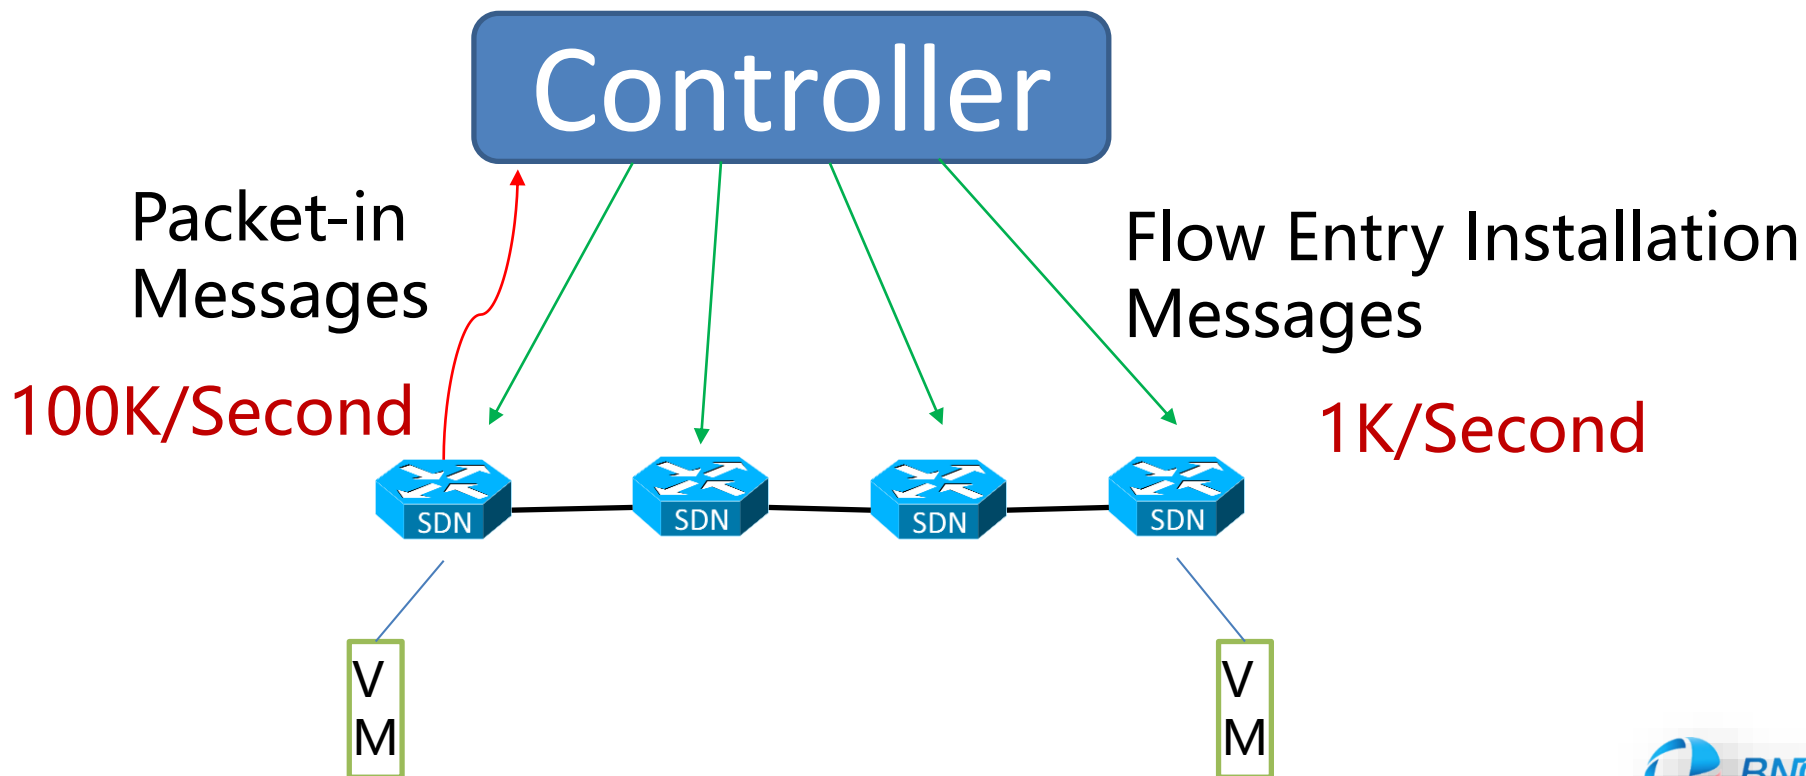 Controller
Packet-in
Messages
Flow Entry Installation
Messages
100K/Second
1K/Second
SDN
SDN
SDN
SDN
V
M
V
M